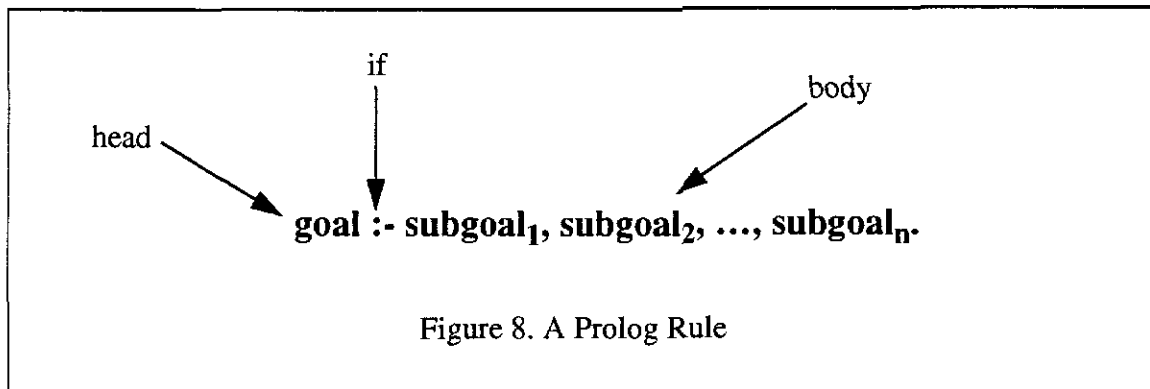 if
body
head
goal :- subgoal₁, subgoal₂, ..., subgoalₙ.
Figure 8. A Prolog Rule